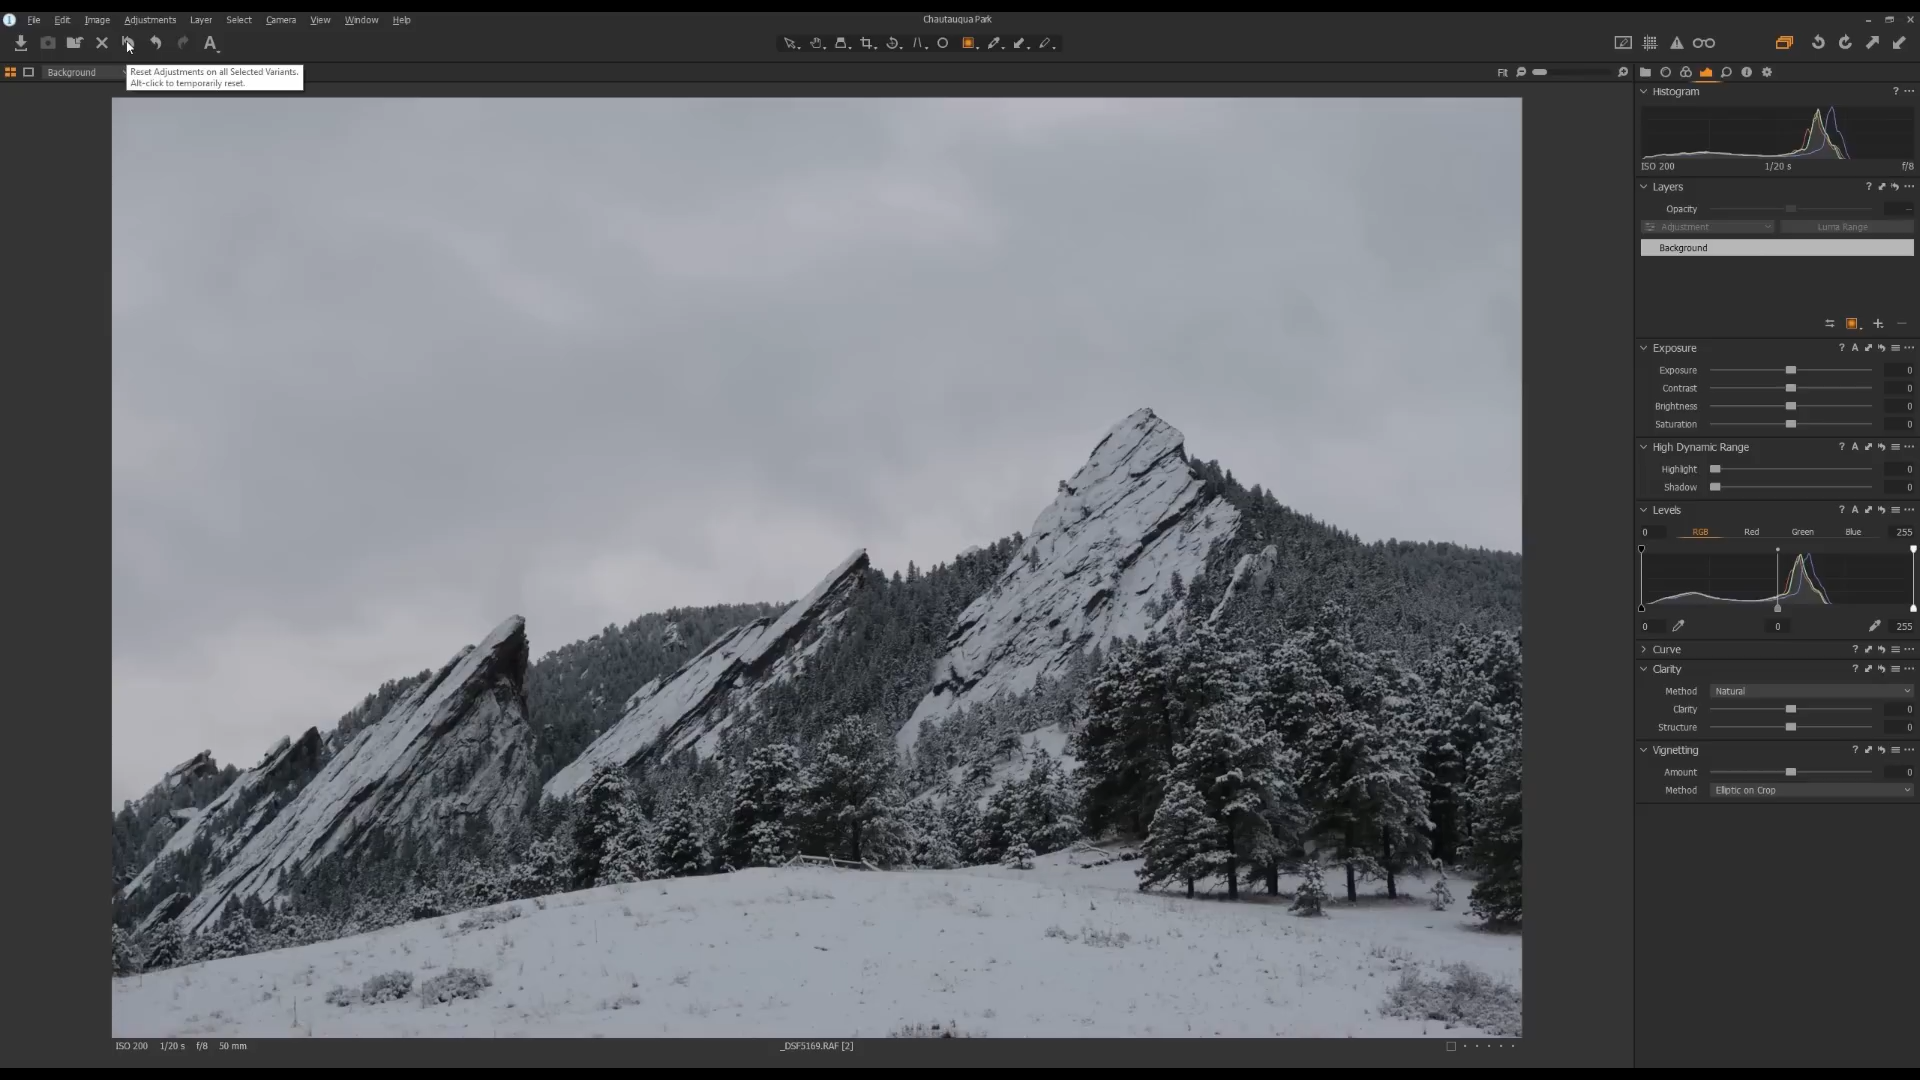 File Edit Image Adjustments Layer Select Camera View Window Help
Chautauqua Park
A
Background
Reset Adjustments on all Selected Variants.
Alt-click to temporarily reset.
Fit
Histogram ?
ISO 200 1/20 s f/8
Layers ?
Opacity
Adjustment Luma Range
Background
Exposure ? A
Exposure 0
Contrast 0
Brightness 0
Saturation 0
High Dynamic Range ? A
Highlight 0
Shadow 0
Levels ? A
0 RGB Red Green Blue 255
0 0 255
Curve ?
Clarity ?
Method Natural
Clarity 0
Structure 0
Vignetting ?
Amount 0
Method Elliptic on Crop
ISO 200 1/20 s f/8 50 mm
_DSF5169.RAF [2]